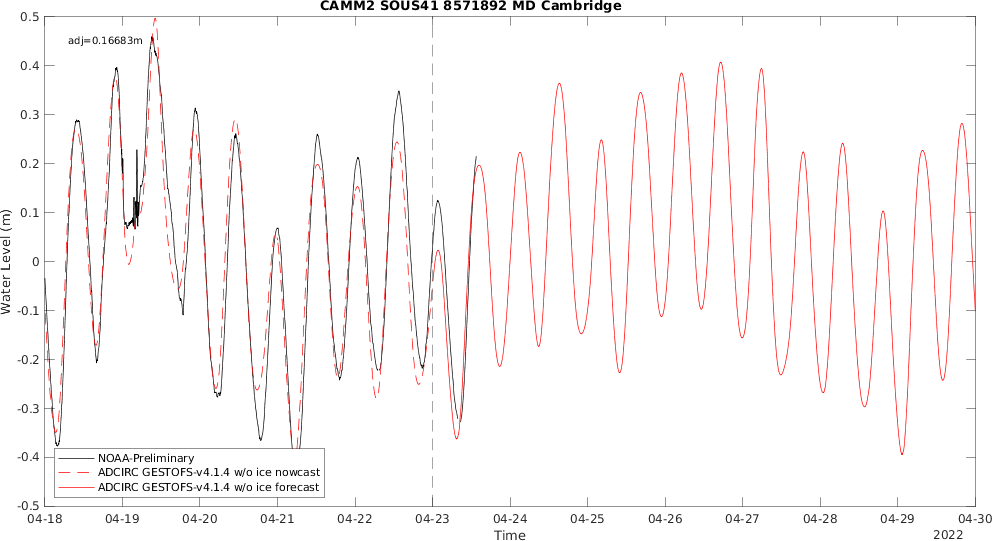 CAMM2 SOUS41 8571892 MD Cambridge
0.5
adj=0.16683m
0.4
0.3
0.2
0.1
0
-0.1
-0.2
-0.3
-0.4
-0.5
Water Level (m)
NOAA-Preliminary
ADCIRC GESTOFS-v4.1.4 w/o ice nowcast
ADCIRC GESTOFS-v4.1.4 w/o ice forecast
04-18 04-19 04-20 04-21 04-22 04-23 04-24 04-25 04-26 04-27 04-28 04-29 04-30
Time
2022